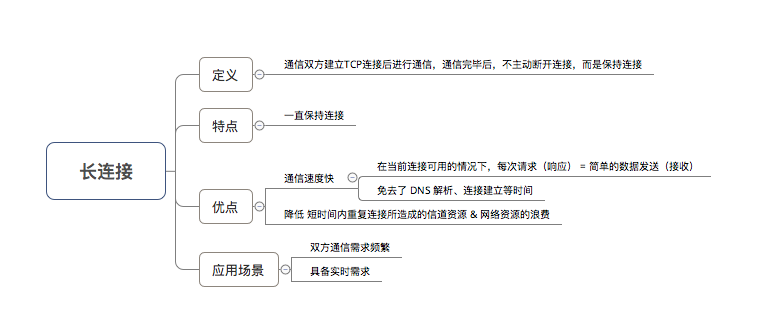 长连接
定义
通信双方建立TCP连接后进行通信，通信完毕后，不主动断开连接，而是保持连接
特点
一直保持连接
优点
通信速度快
在当前连接可用的情况下，每次请求（响应） = 简单的数据发送（接收）
免去了 DNS 解析、连接建立等时间
降低 短时间内重复连接所造成的信道资源 & 网络资源的浪费
应用场景
双方通信需求频繁
具备实时需求